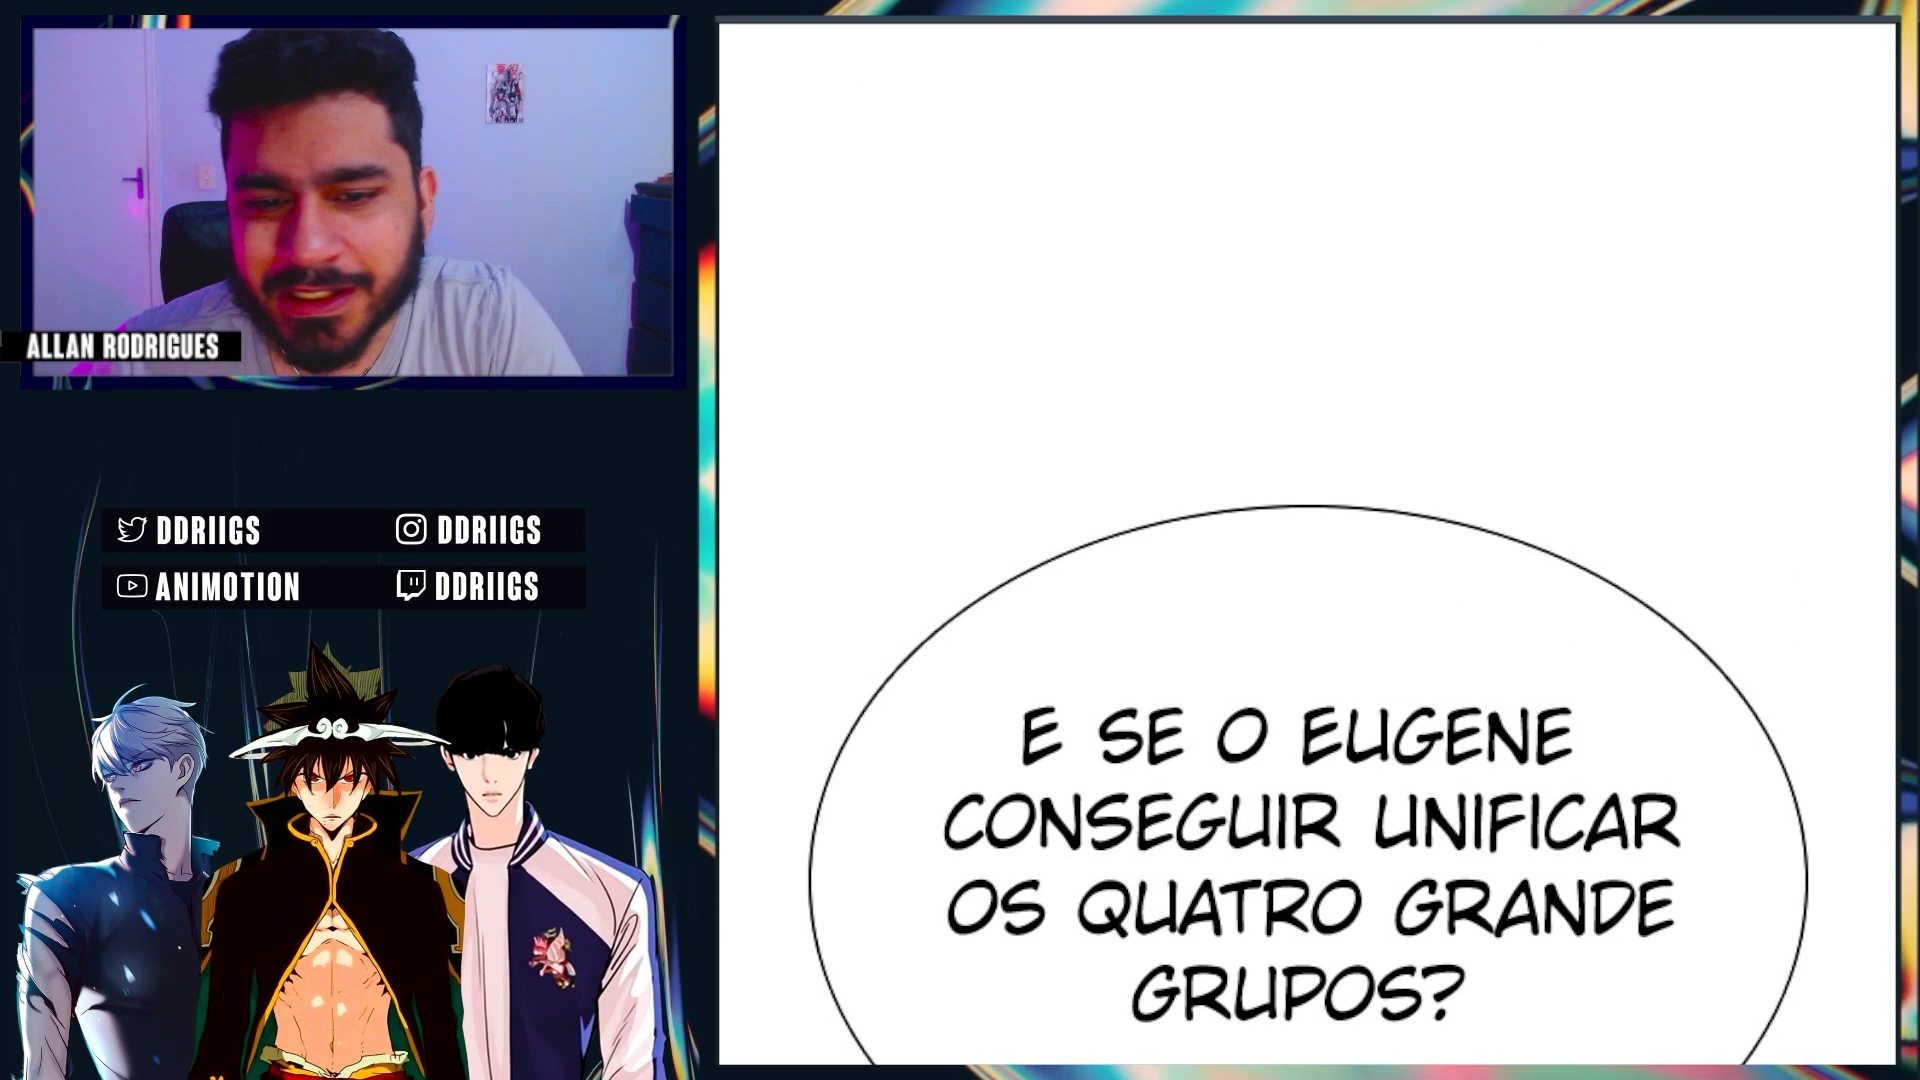 ALLAN RODRIGUES
DDRIIGS
DDRIIGS
ANIMOTION
DDRIIGS
E SE O EUGENE
CONSEGUIR UNIFICAR
OS QUATRO GRANDE
GRUPOS?